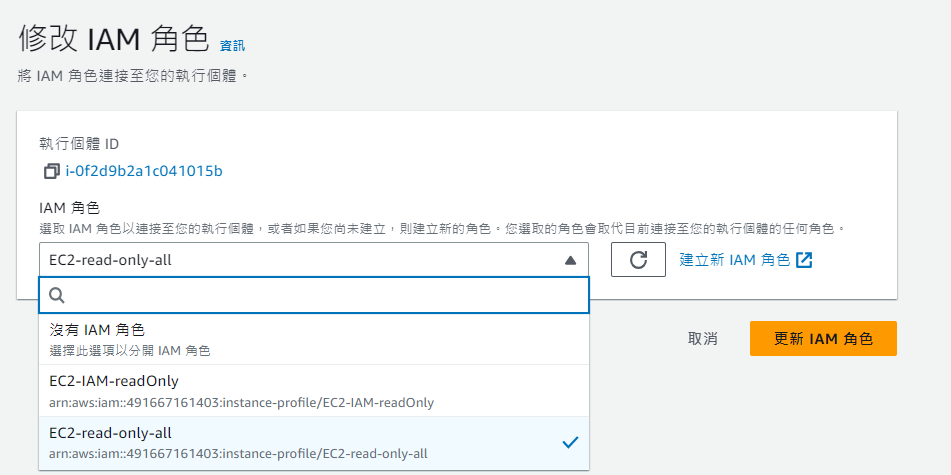 修改 IAM 角色 資訊
將 IAM 角色連接至您的執行個體。
執行個體 ID
i-0f2d9b2a1c041015b
IAM 角色
選取 IAM 角色以連接至您的執行個體，或者如果您尚未建立，則建立新的角色。您選取的角色會取代目前連接至您的執行個體的任何角色。
EC2-read-only-all
建立新 IAM 角色
沒有 IAM 角色
選擇此選項以分開 IAM 角色
EC2-IAM-readOnly
arn:aws:iam::491667161403:instance-profile/EC2-IAM-readOnly
EC2-read-only-all
arn:aws:iam::491667161403:instance-profile/EC2-read-only-all
取消
更新 IAM 角色